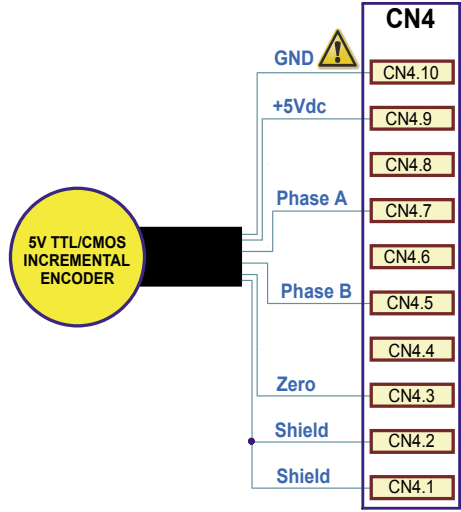 CN4
GND
CN4.10
+5Vdc
CN4.9
CN4.8
Phase A
CN4.7
5V TTL/CMOS
INCREMENTAL
ENCODER
CN4.6
Phase B
CN4.5
CN4.4
Zero
CN4.3
Shield
CN4.2
Shield
CN4.1